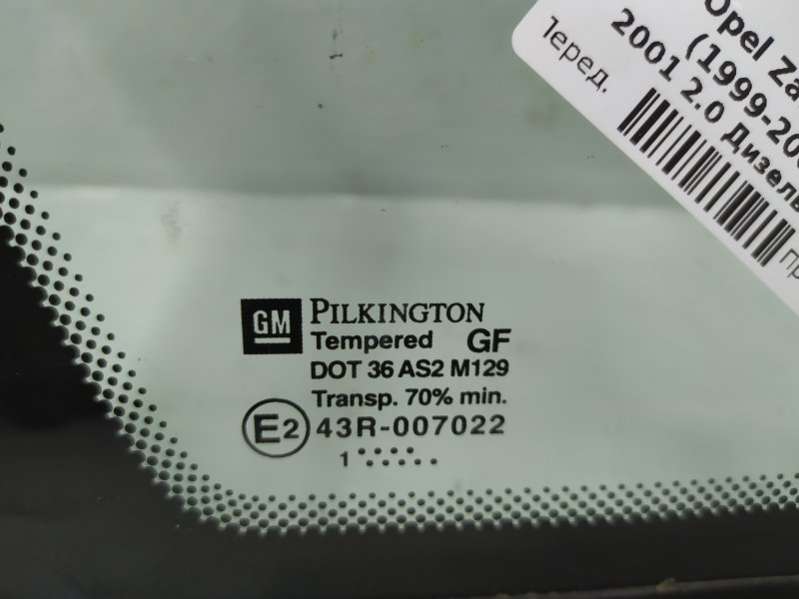 Opel Za
(1999-20
2001 2.0 Дизель
Перед.
GM
PILKINGTON
Tempered GF
DOT 36 AS2 M129
Transp. 70% min.
E2 43R-007022
1